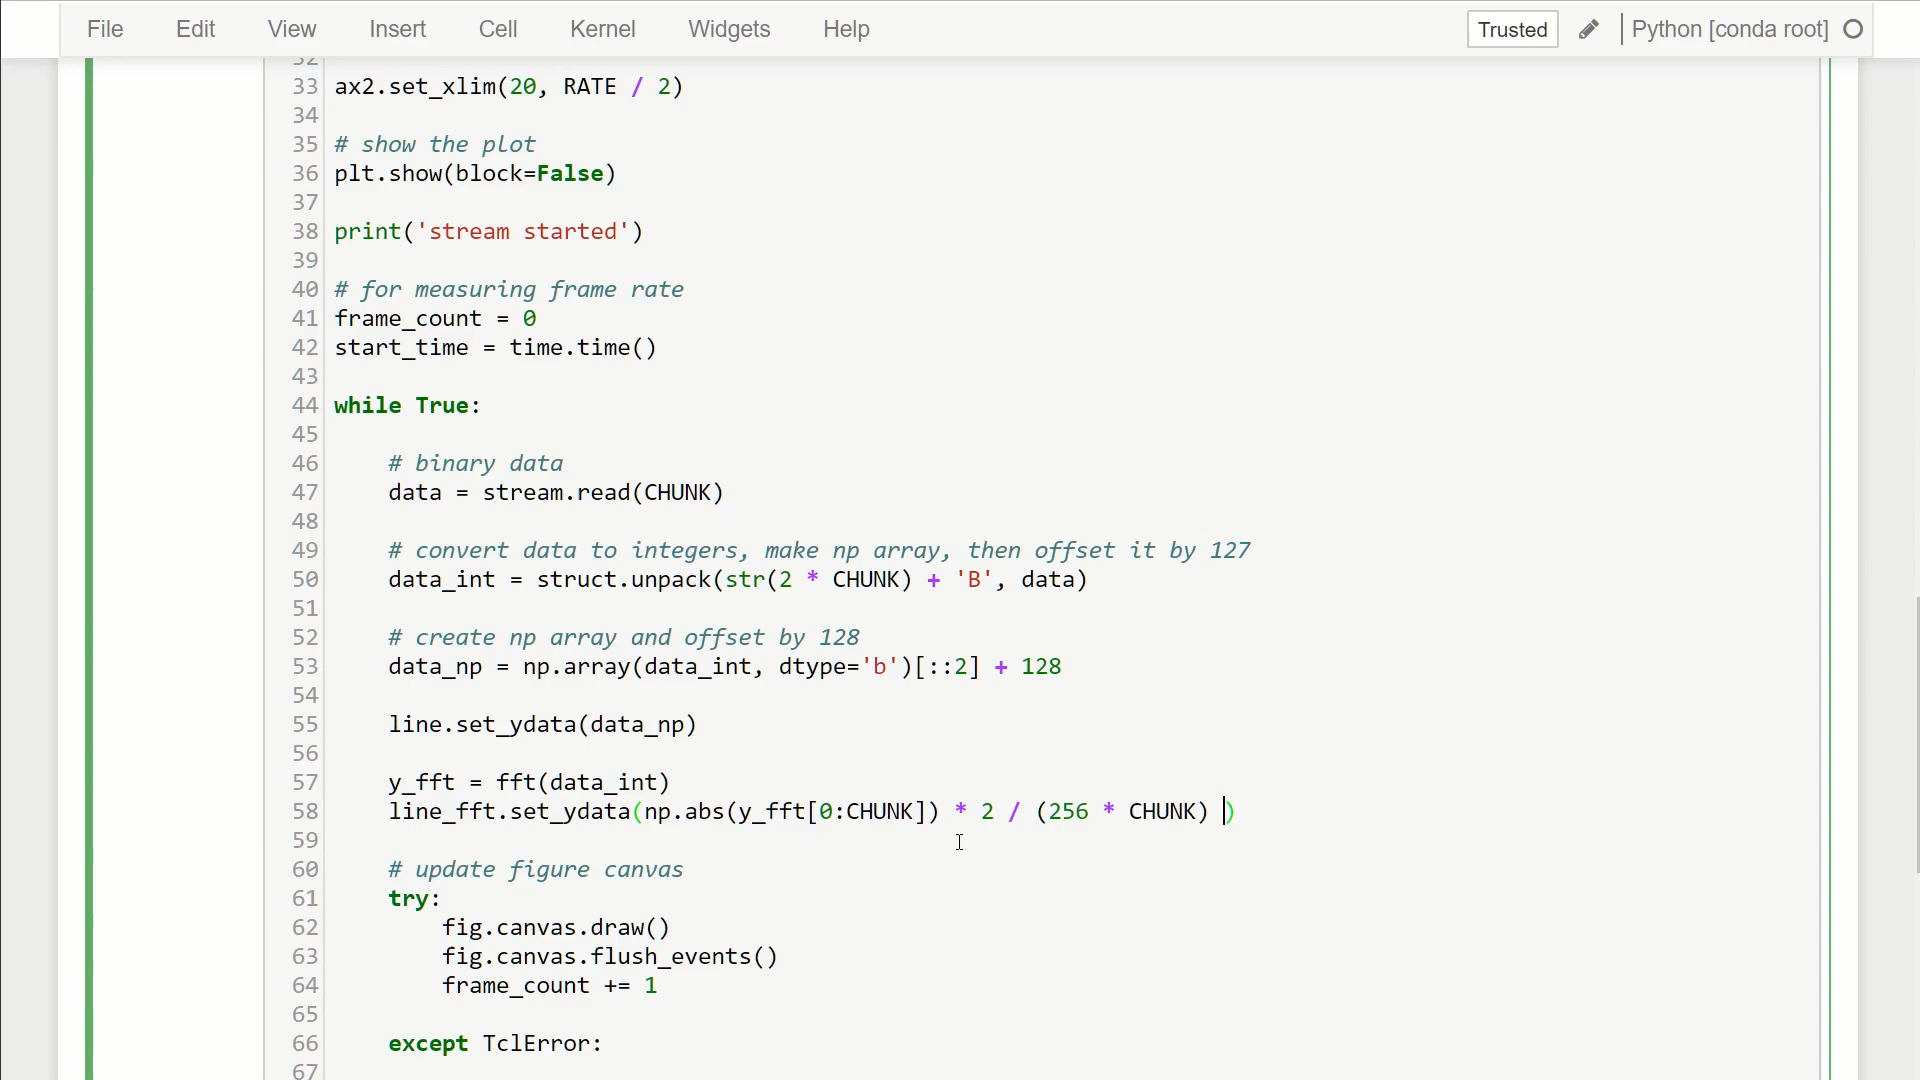 File Edit View Insert Cell Kernel Widgets Help Trusted Python [conda root]
32
33 ax2.set_xlim(20, RATE / 2)
34
35 # show the plot
36 plt.show(block=False)
37
38 print('stream started')
39
40 # for measuring frame rate
41 frame_count = 0
42 start_time = time.time()
43
44 while True:
45
46 # binary data
47 data = stream.read(CHUNK)
48
49 # convert data to integers, make np array, then offset it by 127
50 data_int = struct.unpack(str(2 * CHUNK) + 'B', data)
51
52 # create np array and offset by 128
53 data_np = np.array(data_int, dtype='b')[::2] + 128
54
55 line.set_ydata(data_np)
56
57 y_fft = fft(data_int)
58 line_fft.set_ydata(np.abs(y_fft[0:CHUNK]) * 2 / (256 * CHUNK) )
59
60 # update figure canvas
61 try:
62 fig.canvas.draw()
63 fig.canvas.flush_events()
64 frame_count += 1
65
66 except TclError:
67